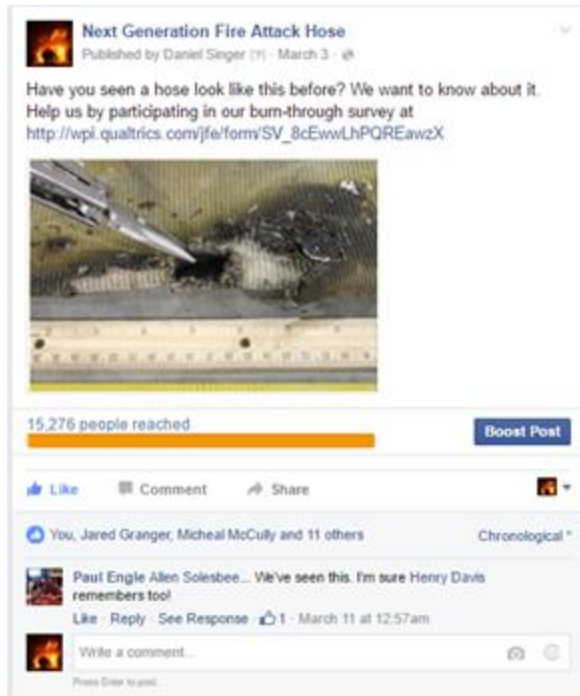 Next Generation Fire Attack Hose
Published by Daniel Singer [?] · March 3 ·
Have you seen a hose look like this before? We want to know about it.
Help us by participating in our burn-through survey at
http://wpi.qualtrics.com/jfe/form/SV_8cEwwLhPQREawzX
15,276 people reached
Boost Post
Like Comment Share
You, Jared Granger, Micheal McCully and 11 others
Chronological
Paul Engle Allen Solesbee... We've seen this. I'm sure Henry Davis
remembers too!
Like · Reply · See Response · 1 · March 11 at 12:57am
Write a comment...
Press Enter to post.